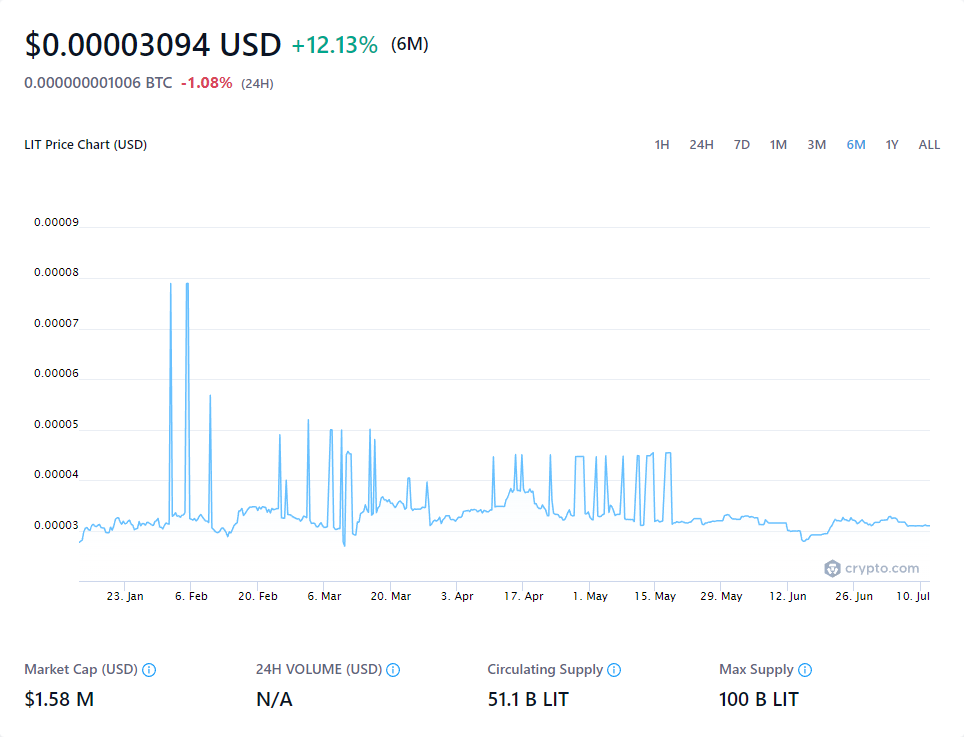 $0.00003094 USD +12.13% (6M)
0.000000001006 BTC -1.08% (24H)
LIT Price Chart (USD)
1H 24H 7D 1M 3M 6M 1Y ALL
0.00009
0.00008
0.00007
0.00006
0.00005
0.00004
0.00003
crypto.com
23. Jan 6. Feb 20. Feb 6. Mar 20. Mar 3. Apr 17. Apr 1. May 15. May 29. May 12. Jun 26. Jun 10. Jul
Market Cap (USD) 24H VOLUME (USD) Circulating Supply Max Supply
$1.58 M N/A 51.1 B LIT 100 B LIT